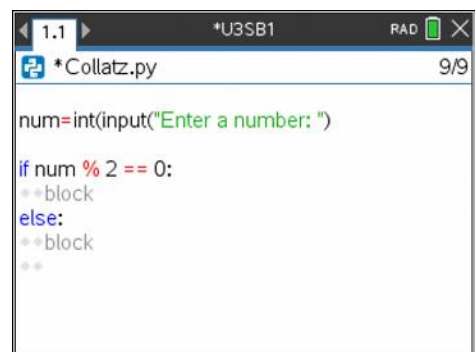 1.1 *U3SB1 RAD
*Collatz.py 9/9
num=int(input("Enter a number: ")
if num % 2 == 0:
◆◆block
else:
◆◆block
◆◆